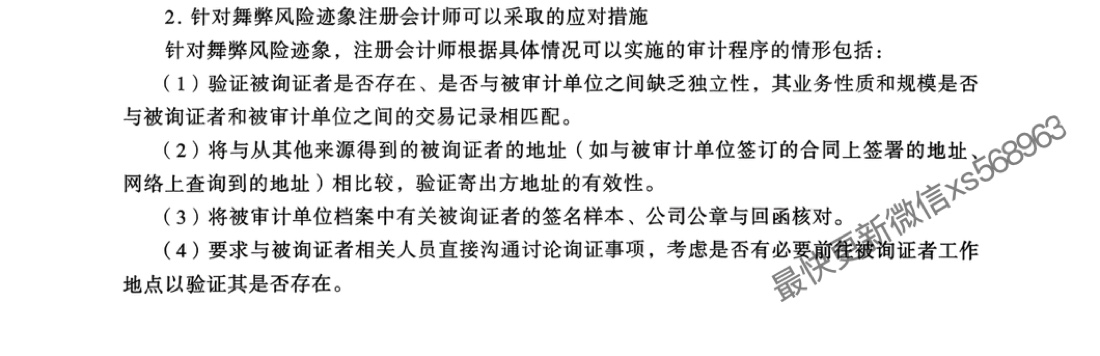 2. 针对舞弊风险迹象注册会计师可以采取的应对措施
针对舞弊风险迹象，注册会计师根据具体情况可以实施的审计程序的情形包括：
（1）验证被询证者是否存在、是否与被审计单位之间缺乏独立性，其业务性质和规模是否
与被询证者和被审计单位之间的交易记录相匹配。
（2）将与从其他来源得到的被询证者的地址（如与被审计单位签订的合同上签署的地址、
网络上查询到的地址）相比较，验证寄出方地址的有效性。
（3）将被审计单位档案中有关被询证者的签名样本、公司公章与回函核对。
（4）要求与被询证者相关人员直接沟通讨论询证事项，考虑是否有必要前往被询证者工作
地点以验证其是否存在。
最快更新微信xs568963